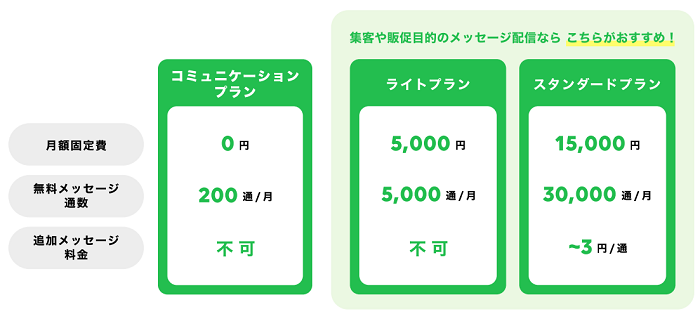 集客や販促目的のメッセージ配信なら こちらがおすすめ！
コミュニケーション
プラン
ライトプラン
スタンダードプラン
月額固定費
0 円
5,000 円
15,000 円
無料メッセージ
通数
200 通/月
5,000 通/月
30,000 通/月
追加メッセージ
料金
不可
不可
~3 円/通